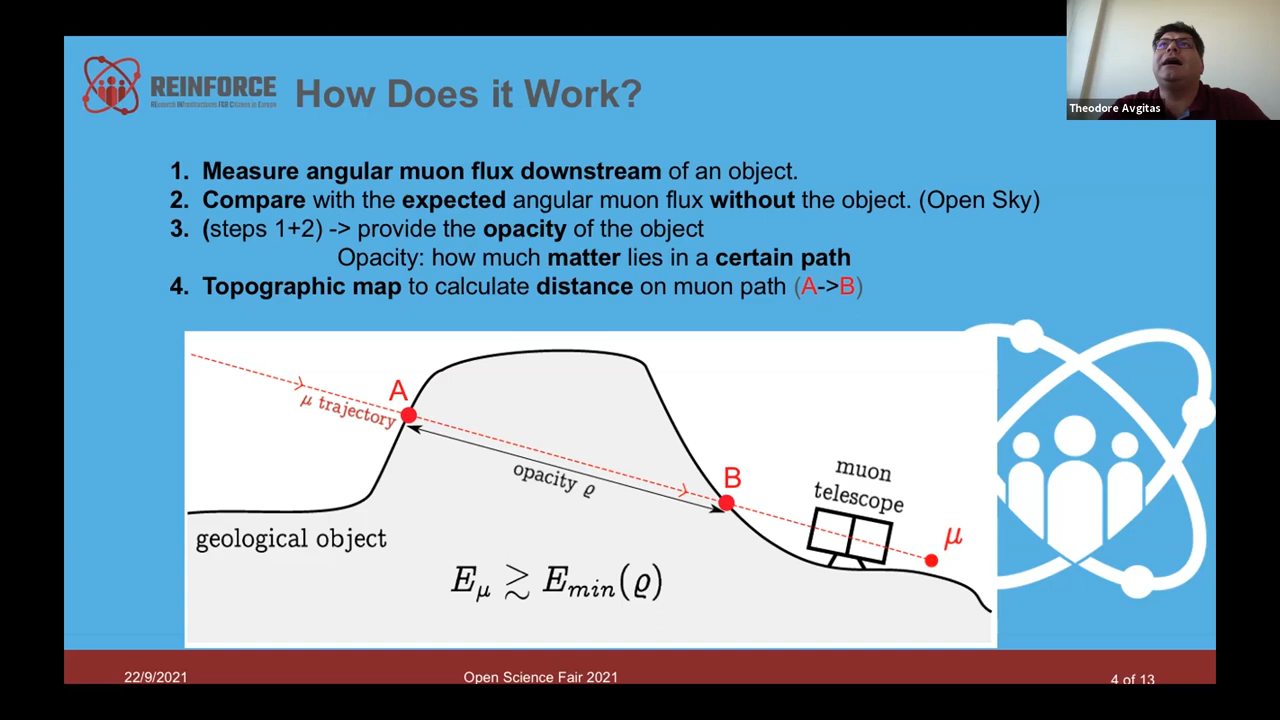 REINFORCE
REsearch INfrastructures FOR Citizens in Europe
How Does it Work?
Theodore Avgitas
1. Measure angular muon flux downstream of an object.
2. Compare with the expected angular muon flux without the object. (Open Sky)
3. (steps 1+2) -> provide the opacity of the object
Opacity: how much matter lies in a certain path
4. Topographic map to calculate distance on muon path (A->B)
A
μ trajectory
opacity ϱ
B
muon
telescope
μ
geological object
Eμ ≳ Emin(ϱ)
22/9/2021
Open Science Fair 2021
4 of 13